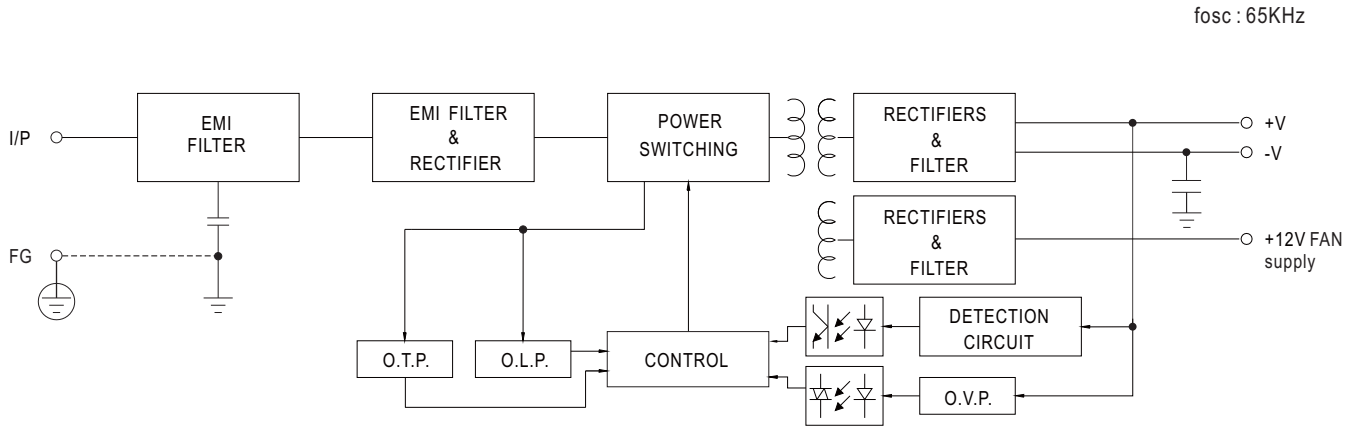 fosc : 65KHz
I/P
EMI
FILTER
EMI FILTER
&
RECTIFIER
POWER
SWITCHING
RECTIFIERS
&
FILTER
+V
-V
FG
RECTIFIERS
&
FILTER
+12V FAN
supply
O.T.P.
O.L.P.
CONTROL
DETECTION
CIRCUIT
O.V.P.